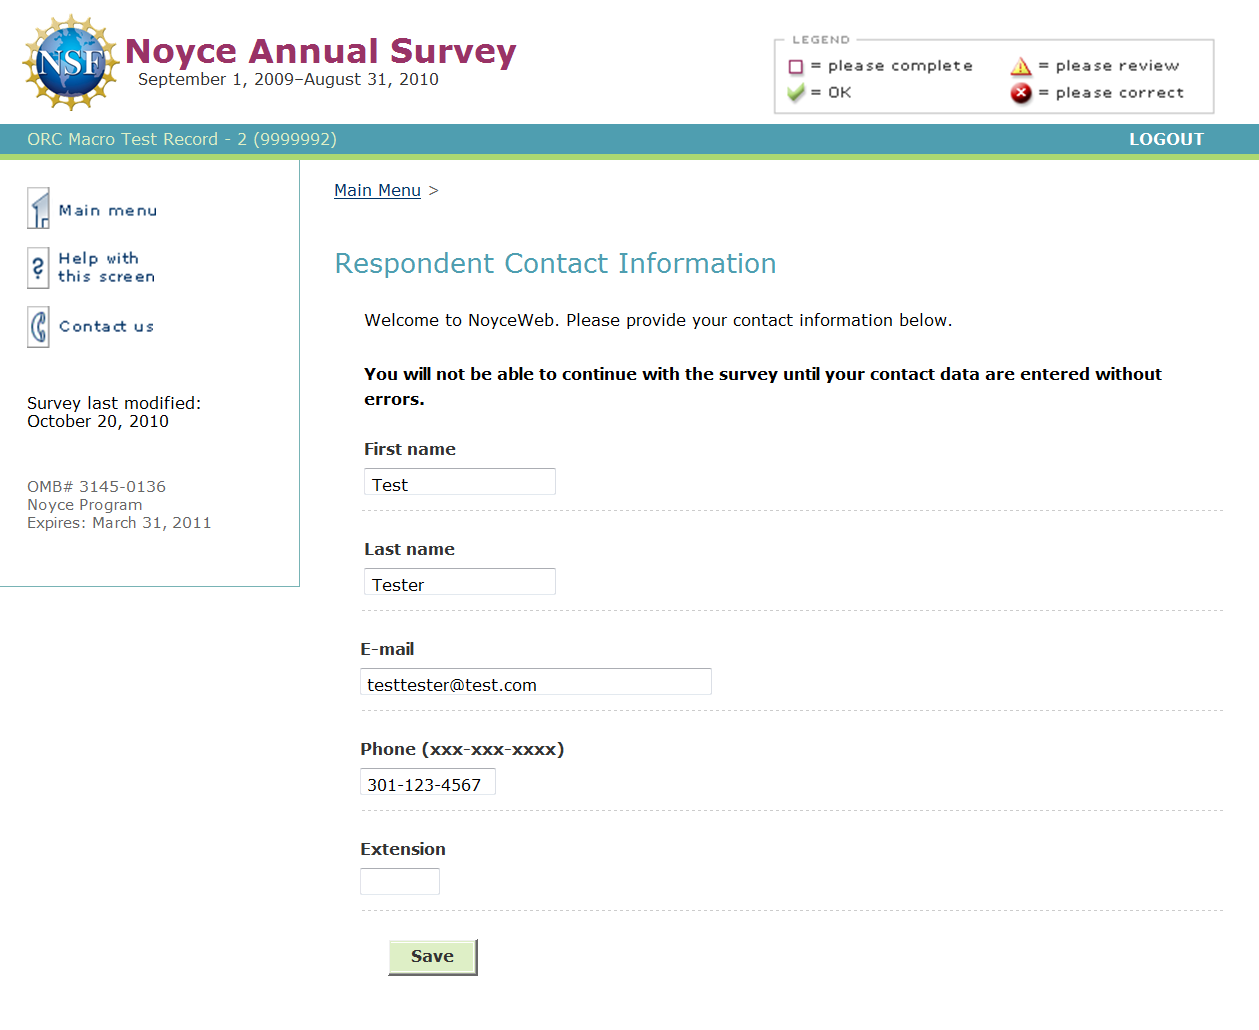 NSF
Noyce Annual Survey
September 1, 2009–August 31, 2010
LEGEND
= please complete
= please review
= OK
= please correct
ORC Macro Test Record - 2 (9999992)
LOGOUT
Main menu
Help with
this screen
Contact us
Survey last modified:
October 20, 2010
OMB# 3145-0136
Noyce Program
Expires: March 31, 2011
Main Menu >
Respondent Contact Information
Welcome to NoyceWeb. Please provide your contact information below.
You will not be able to continue with the survey until your contact data are entered without
errors.
First name
Test
Last name
Tester
E-mail
testtester@test.com
Phone (xxx-xxx-xxxx)
301-123-4567
Extension
Save